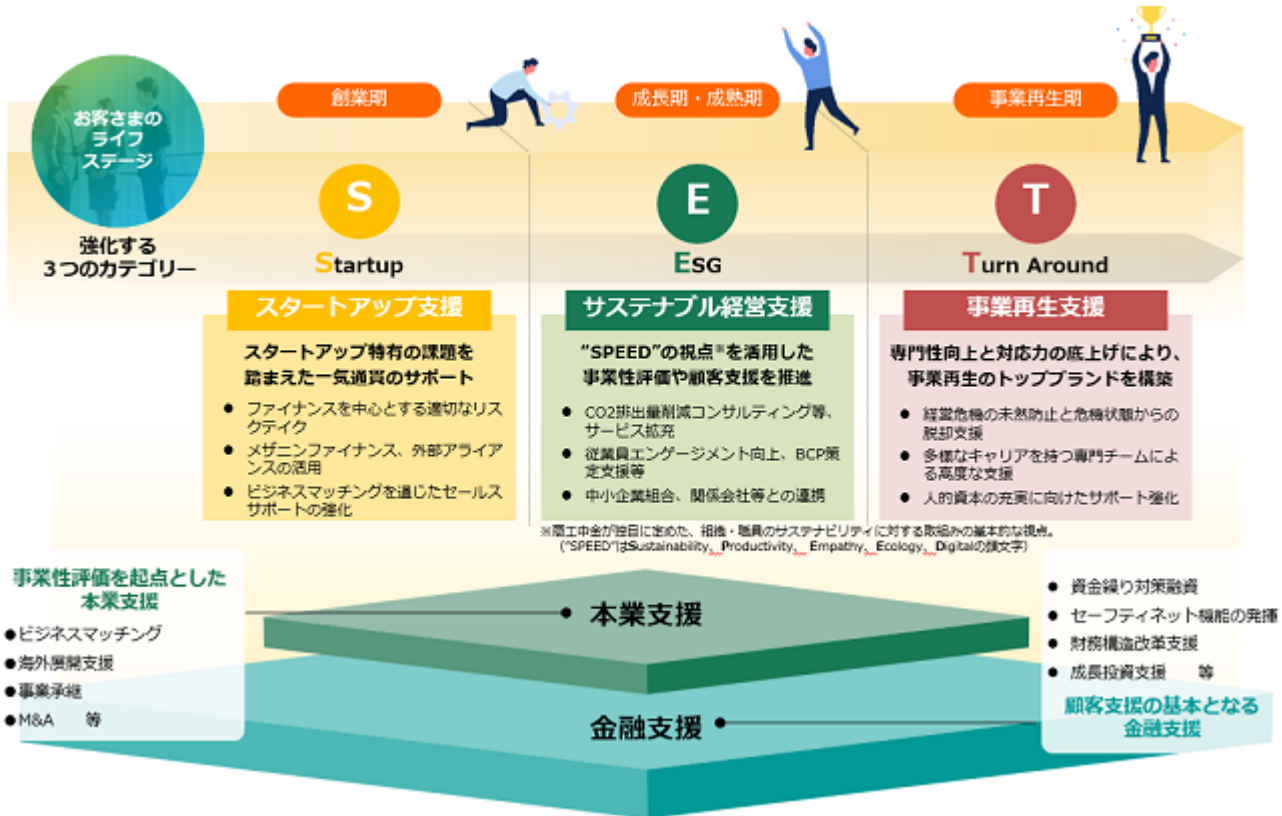 お客さまの
ライフ
ステージ
創業期
成長期・成熟期
事業再生期
強化する
3つのカテゴリー
S
Startup
E
ESG
T
Turn Around
スタートアップ支援
スタートアップ特有の課題を
踏まえた一気通貫のサポート
● ファイナンスを中心とする適切なリス
クテイク
● メザニンファイナンス、外部アライア
ンスの活用
● ビジネスマッチングを通じたセールス
サポートの強化
サステナブル経営支援
“SPEED”の視点※を活用した
事業性評価や顧客支援を推進
● CO2排出量削減コンサルティング等、
サービス拡充
● 従業員エンゲージメント向上、BCP策
定支援等
● 中小企業組合、関係会社等との連携
事業再生支援
専門性向上と対応力の底上げにより、
事業再生のトップブランドを構築
● 経営危機の未然防止と危機状態からの
脱却支援
● 多様なキャリアを持つ専門チームによ
る高度な支援
● 人的資本の充実に向けたサポート強化
※商工中金が独自に定めた、組織・職員のサステナビリティに対する取組みの基本的な視点。
(“SPEED”はSustainability、Productivity、 Empathy、Ecology、Digitalの頭文字)
事業性評価を起点とした
本業支援
●ビジネスマッチング
●海外展開支援
●事業承継
●M&A 等
本業支援
金融支援
● 資金繰り対策融資
● セーフティネット機能の発揮
● 財務構造改革支援
● 成長投資支援 等
顧客支援の基本となる
金融支援